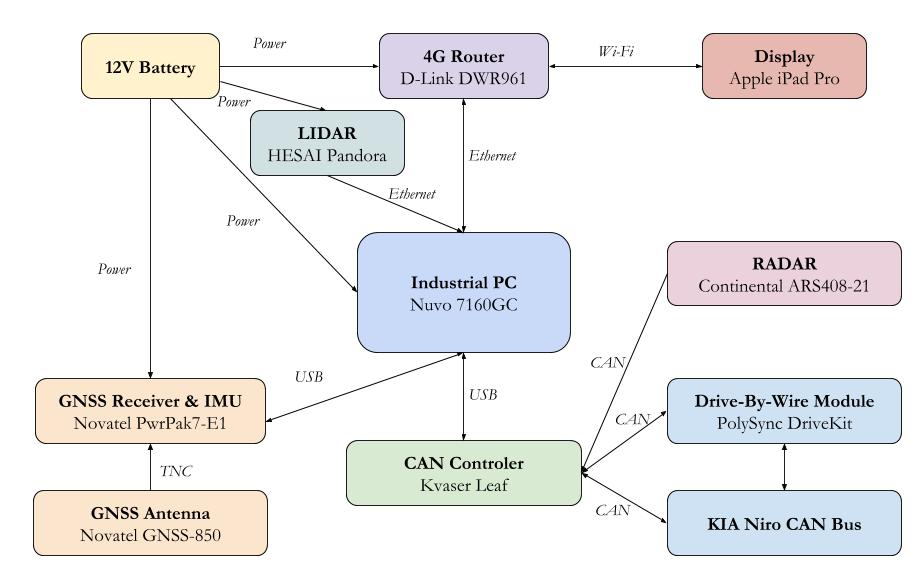 12V Battery
Power
4G Router
D-Link DWR961
Wi-Fi
Display
Apple iPad Pro
Power
LIDAR
HESAI Pandora
Ethernet
Ethernet
Power
Power
Industrial PC
Nuvo 7160GC
RADAR
Continental ARS408-21
USB
USB
CAN
GNSS Receiver & IMU
Novatel PwrPak7-E1
CAN
Drive-By-Wire Module
PolySync DriveKit
TNC
CAN Controler
Kvaser Leaf
CAN
GNSS Antenna
Novatel GNSS-850
KIA Niro CAN Bus